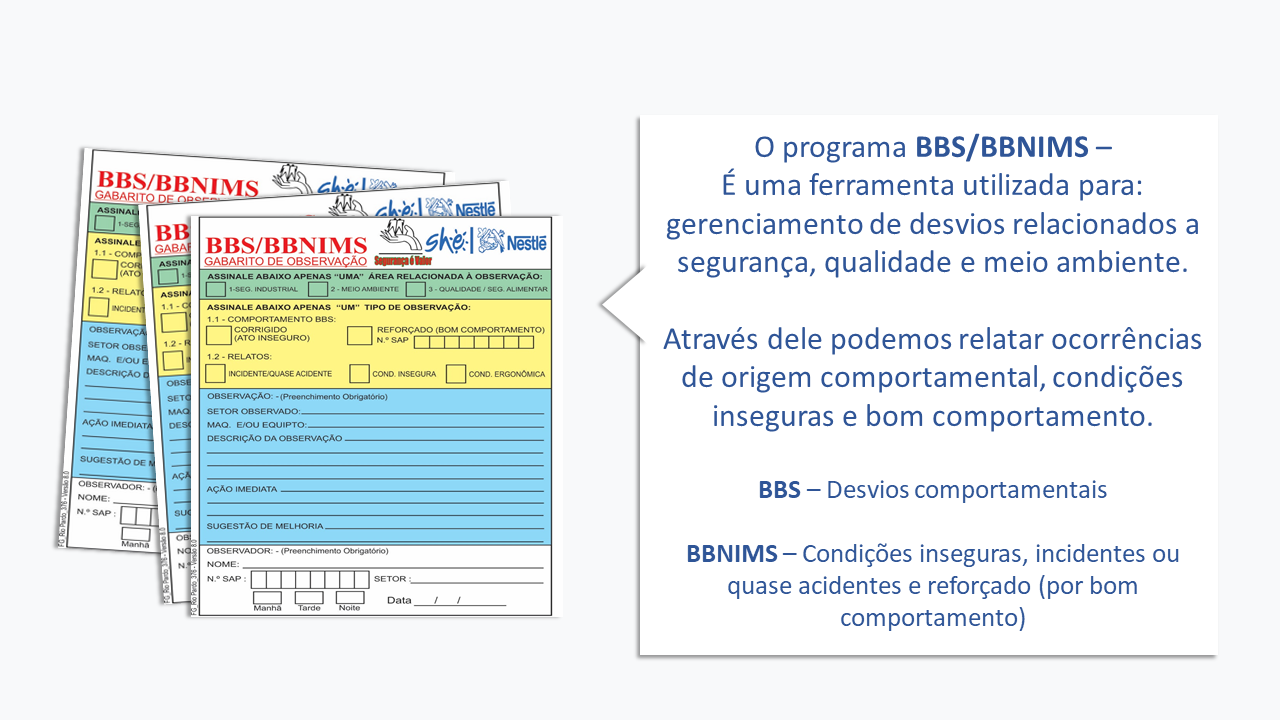 BBS/BBNIMS
GABARITO DE OBSERVAÇÃO
Segurança é Valor
shè:!
Nestlé
ASSINALE ABAIXO APENAS "UMA" ÁREA RELACIONADA À OBSERVAÇÃO:
1-SEG. INDUSTRIAL 2 - MEIO AMBIENTE 3 - QUALIDADE / SEG. ALIMENTAR
ASSINALE ABAIXO APENAS "UM" TIPO DE OBSERVAÇÃO:
1.1 - COMPORTAMENTO BBS:
CORRIGIDO
(ATO INSEGURO)
REFORÇADO (BOM COMPORTAMENTO)
N.º SAP
1.2 - RELATOS:
INCIDENTE/QUASE ACIDENTE COND. INSEGURA COND. ERGONÔMICA
OBSERVAÇÃO: - (Preenchimento Obrigatório)
SETOR OBSERVADO:
MAQ. E/OU EQUIPTO:
DESCRIÇÃO DA OBSERVAÇÃO
AÇÃO IMEDIATA
SUGESTÃO DE MELHORIA
OBSERVADOR: - (Preenchimento Obrigatório)
NOME:
N.º SAP : SETOR :
Manhã Tarde Noite Data / /
FG_Rio Pardo_376 - Versão 8.0
O programa BBS/BBNIMS –
É uma ferramenta utilizada para:
gerenciamento de desvios relacionados a
segurança, qualidade e meio ambiente.
Através dele podemos relatar ocorrências
de origem comportamental, condições
inseguras e bom comportamento.
BBS – Desvios comportamentais
BBNIMS – Condições inseguras, incidentes ou
quase acidentes e reforçado (por bom
comportamento)